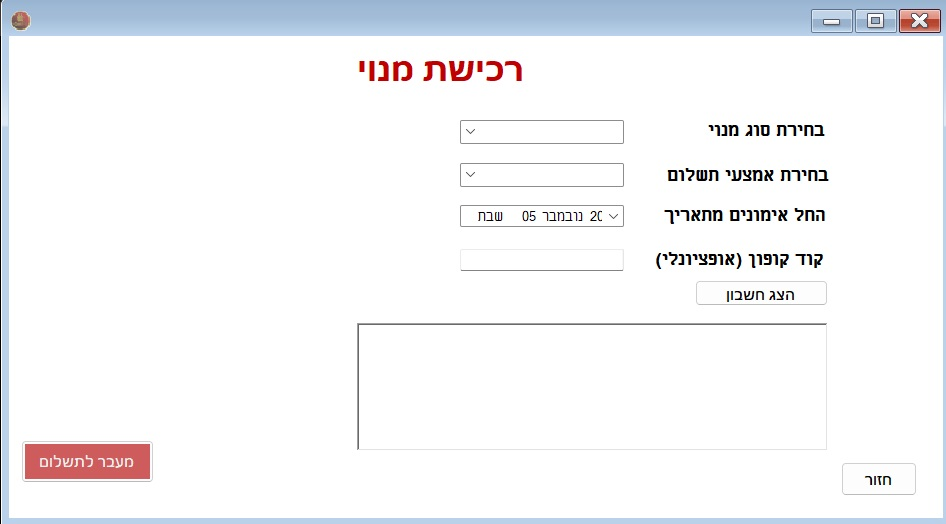 רכישת מנוי
בחירת סוג מנוי
בחירת אמצעי תשלום
החל אימונים מתאריך
שבת 05 נובמבר 20
קוד קופון (אופציונלי)
הצג חשבון
מעבר לתשלום
חזור